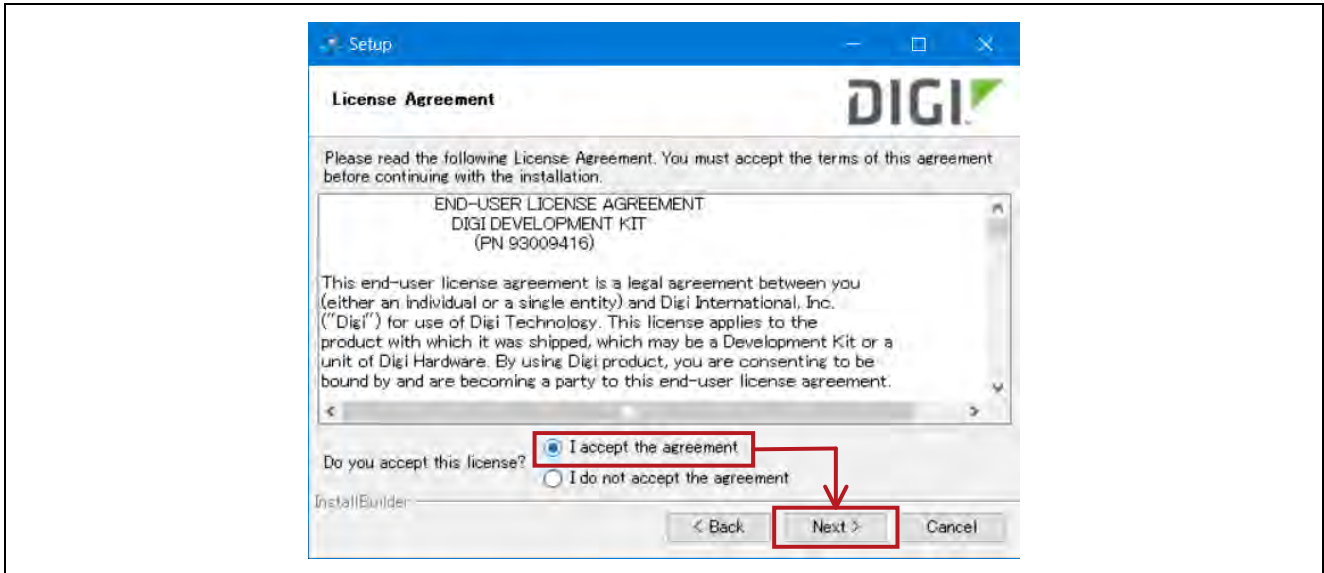 Setup
License Agreement
DIGI
Please read the following License Agreement. You must accept the terms of this agreement
before continuing with the installation.
END-USER LICENSE AGREEMENT
DIGI DEVELOPMENT KIT
(PN 93009416)
This end-user license agreement is a legal agreement between you
(either an individual or a single entity) and Digi International, Inc.
("Digi") for use of Digi Technology. This license applies to the
product with which it was shipped, which may be a Development Kit or a
unit of Digi Hardware. By using Digi product, you are consenting to be
bound by and are becoming a party to this end-user license agreement.
Do you accept this license?
I accept the agreement
I do not accept the agreement
InstallBuilder
< Back
Next >
Cancel